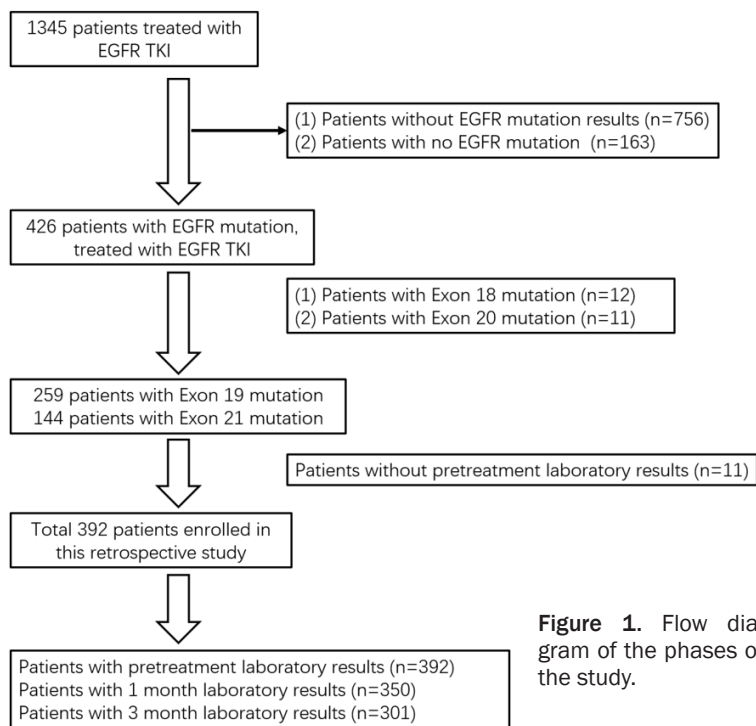 1345 patients treated with
EGFR TKI
(1) Patients without EGFR mutation results (n=756)
(2) Patients with no EGFR mutation (n=163)
426 patients with EGFR mutation,
treated with EGFR TKI
(1) Patients with Exon 18 mutation (n=12)
(2) Patients with Exon 20 mutation (n=11)
259 patients with Exon 19 mutation
144 patients with Exon 21 mutation
Patients without pretreatment laboratory results (n=11)
Total 392 patients enrolled in
this retrospective study
Patients with pretreatment laboratory results (n=392)
Patients with 1 month laboratory results (n=350)
Patients with 3 month laboratory results (n=301)
Figure 1. Flow dia
gram of the phases o
the study.